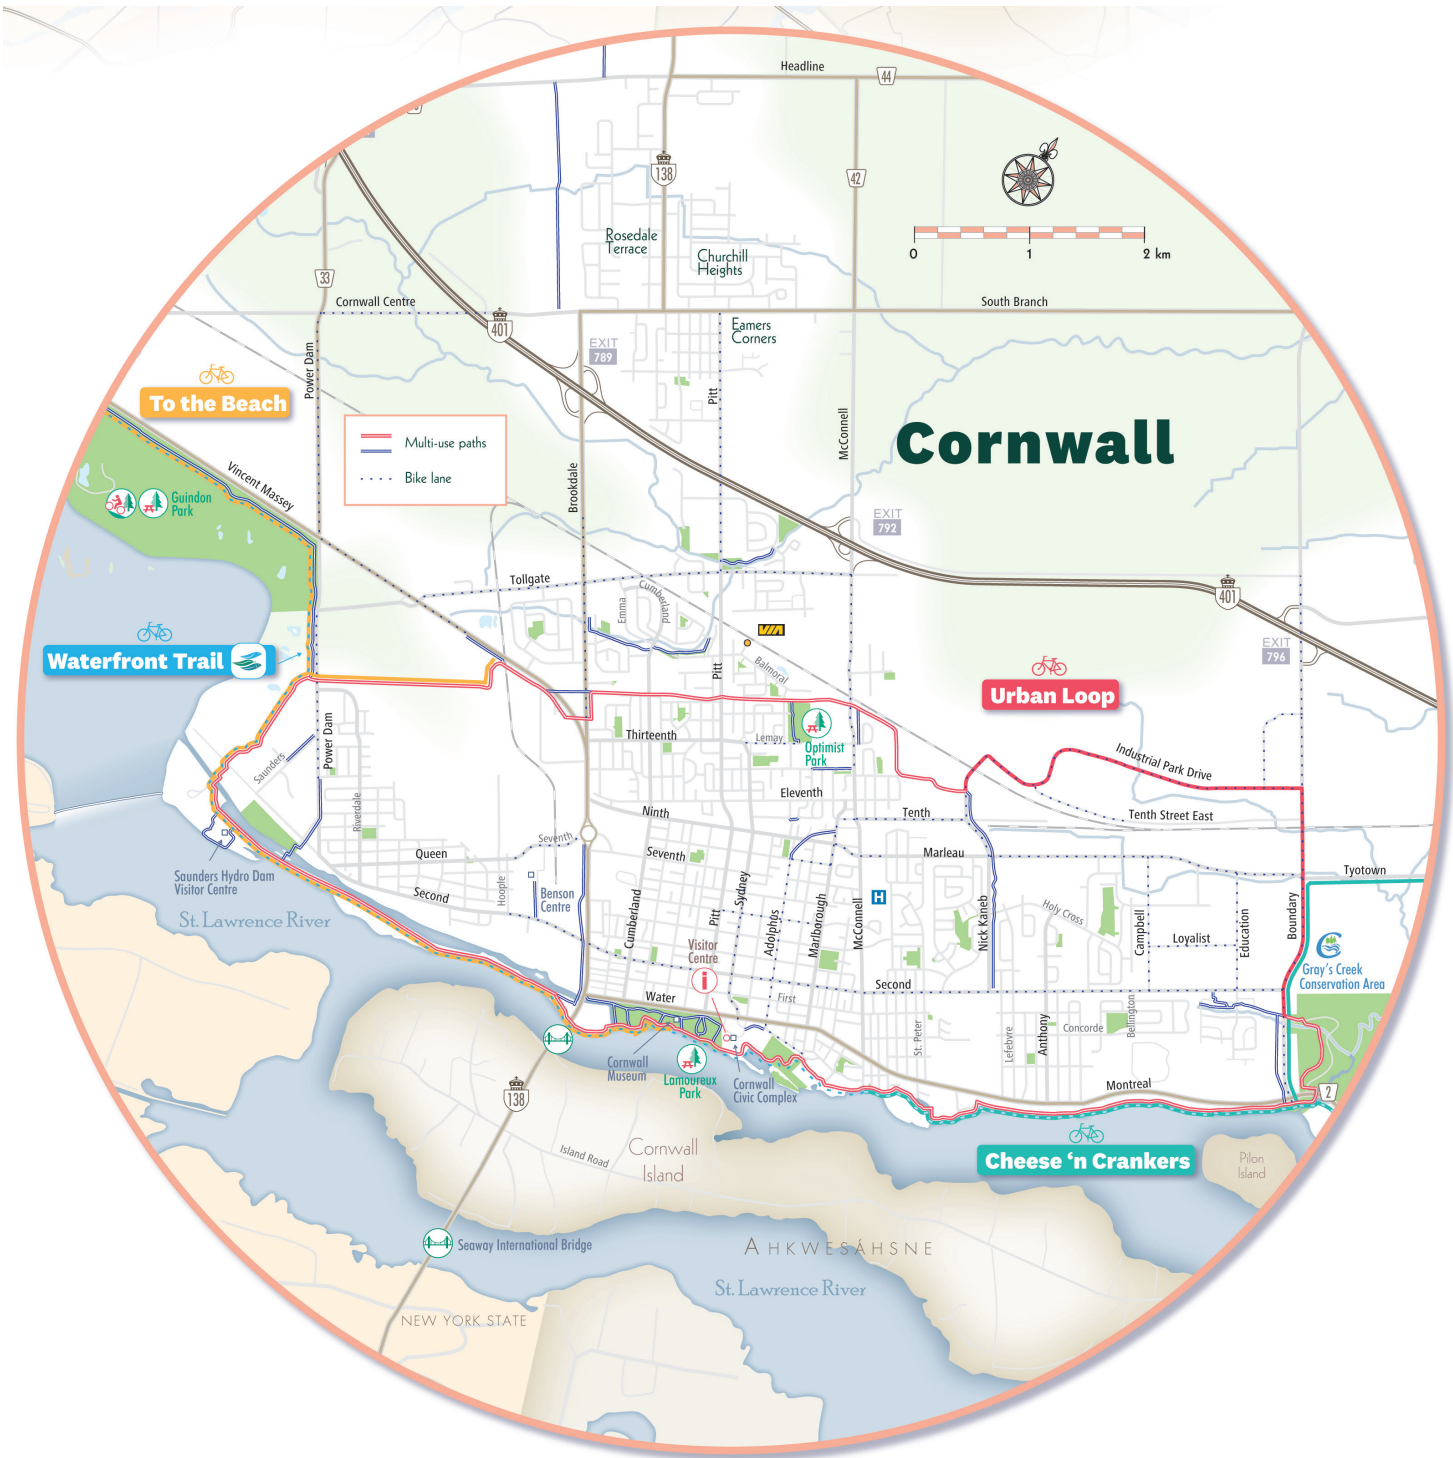 Headline
44
138
42
Rosedale
Terrace
Churchill
Heights
0
1
2 km
33
Cornwall Centre
401
South Branch
Eamers
Corners
EXIT
789
Power Dam
To the Beach
Pitt
McConnell
Cornwall
Multi-use paths
Bike lane
Vincent Massey
Guindon
Park
Brookdale
EXIT
792
Tollgate
Emma
Cumberland
401
VIA
EXIT
796
Waterfront Trail
Pitt
Balmoral
Urban Loop
Power Dam
Thirteenth
Lemay
Optimist
Park
Industrial Park Drive
Saunders
Riverdale
Eleventh
Ninth
Tenth
Tenth Street East
Seventh
Queen
Seventh
Marleau
Tyotown
Saunders Hydro Dam
Visitor Centre
Second
Hoople
Benson
Centre
H
St. Lawrence River
Cumberland
Pitt
Sydney
Adolphus
Marlborough
McConnell
Nick Kaneb
Holy Cross
Campbell
Loyalist
Education
Boundary
Visitor
Centre
i
Gray's Creek
Conservation Area
Second
Water
First
St. Peter
Lefebvre
Anthony
Concorde
Bellington
Cornwall
Museum
Lamoureux
Park
Cornwall
Civic Complex
Montreal
2
138
Cheese 'n Crankers
Island Road
Cornwall
Island
Pilon
Island
Seaway International Bridge
AHKWESÁHSNE
St. Lawrence River
NEW YORK STATE